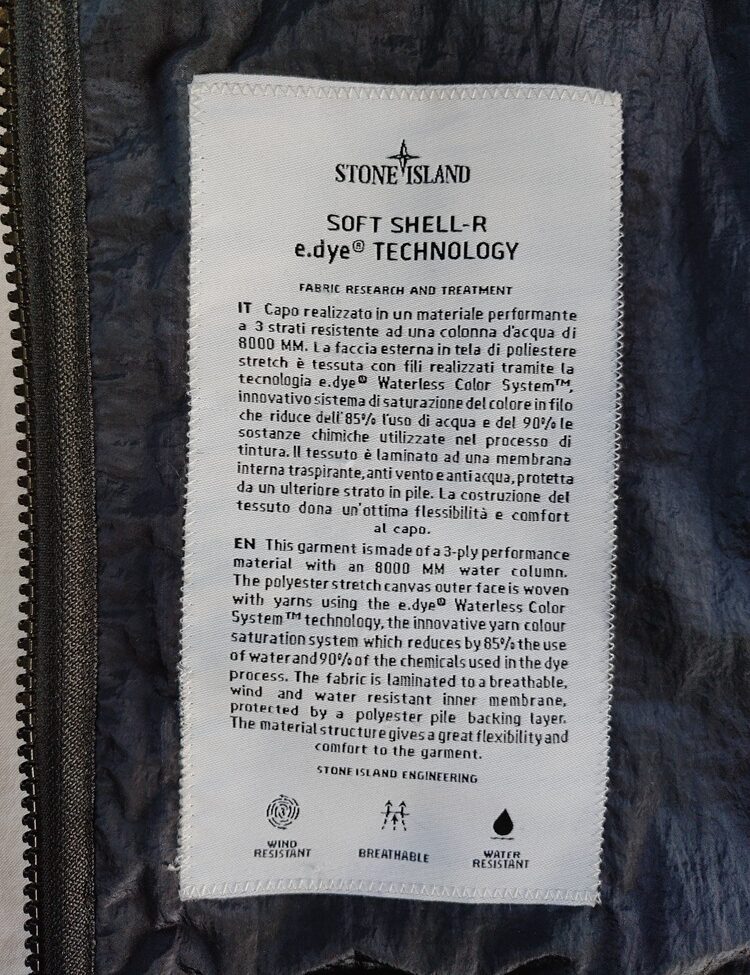 STONE ISLAND
SOFT SHELL-R
e.dye® TECHNOLOGY
FABRIC RESEARCH AND TREATMENT
IT Capo realizzato in un materiale performante
a 3 strati resistente ad una colonna d'acqua di
8000 MM. La faccia esterna in tela di poliestere
stretch è tessuta con fili realizzati tramite la
tecnologia e.dye® Waterless Color System™,
innovativo sistema di saturazione del colore in filo
che riduce dell'85% l'uso di acqua e del 90% le
sostanze chimiche utilizzate nel processo di
tintura. Il tessuto è laminato ad una membrana
interna traspirante, anti vento e anti acqua, protetta
da un ulteriore strato in pile. La costruzione del
tessuto dona un'ottima flessibilità e comfort
al capo.
EN This garment is made of a 3-ply performance
material with an 8000 MM water column.
The polyester stretch canvas outer face is woven
with yarns using the e.dye® Waterless Color
System™ technology, the innovative yarn colour
saturation system which reduces by 85% the use
of water and 90% of the chemicals used in the dye
process. The fabric is laminated to a breathable,
wind and water resistant inner membrane,
protected by a polyester pile backing layer.
The material structure gives a great flexibility and
comfort to the garment.
STONE ISLAND ENGINEERING
WIND
RESISTANT
BREATHABLE
WATER
RESISTANT